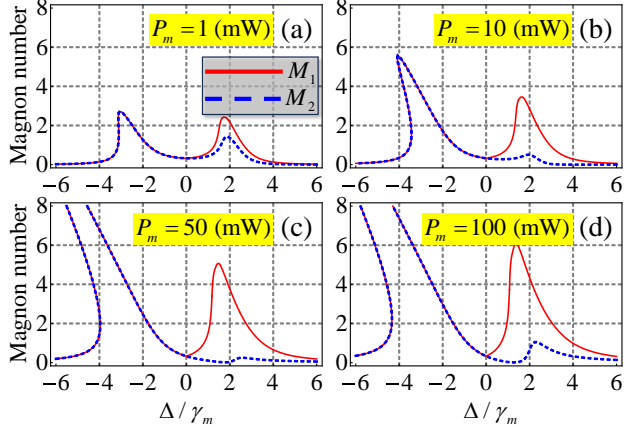 P_m = 1 (mW) (a)
P_m = 10 (mW) (b)
Magnon number
8
6
4
2
0
M_1
M_2
−6 −4 −2 0 2 4 6
8
6
4
2
0
−6 −4 −2 0 2 4 6
P_m = 50 (mW) (c)
P_m = 100 (mW) (d)
Magnon number
8
6
4
2
0
−6 −4 −2 0 2 4 6
Δ / γ_m
8
6
4
2
0
−6 −4 −2 0 2 4 6
Δ / γ_m